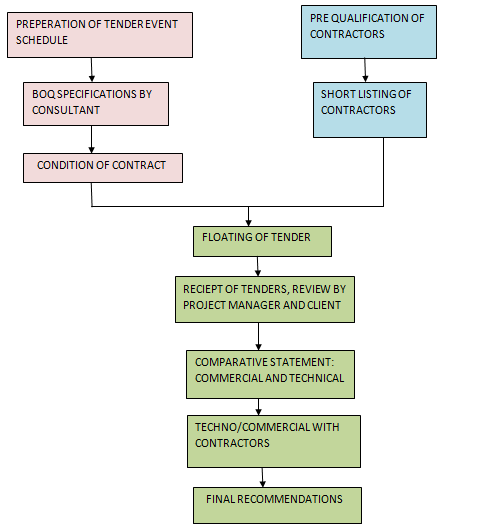 PREPERATION OF TENDER EVENT
SCHEDULE
BOQ SPECIFICATIONS BY
CONSULTANT
CONDITION OF CONTRACT
PRE QUALIFICATION OF
CONTRACTORS
SHORT LISTING OF
CONTRACTORS
FLOATING OF TENDER
RECIEPT OF TENDERS, REVIEW BY
PROJECT MANAGER AND CLIENT
COMPARATIVE STATEMENT:
COMMERCIAL AND TECHNICAL
TECHNO/COMMERCIAL WITH
CONTRACTORS
FINAL RECOMMENDATIONS